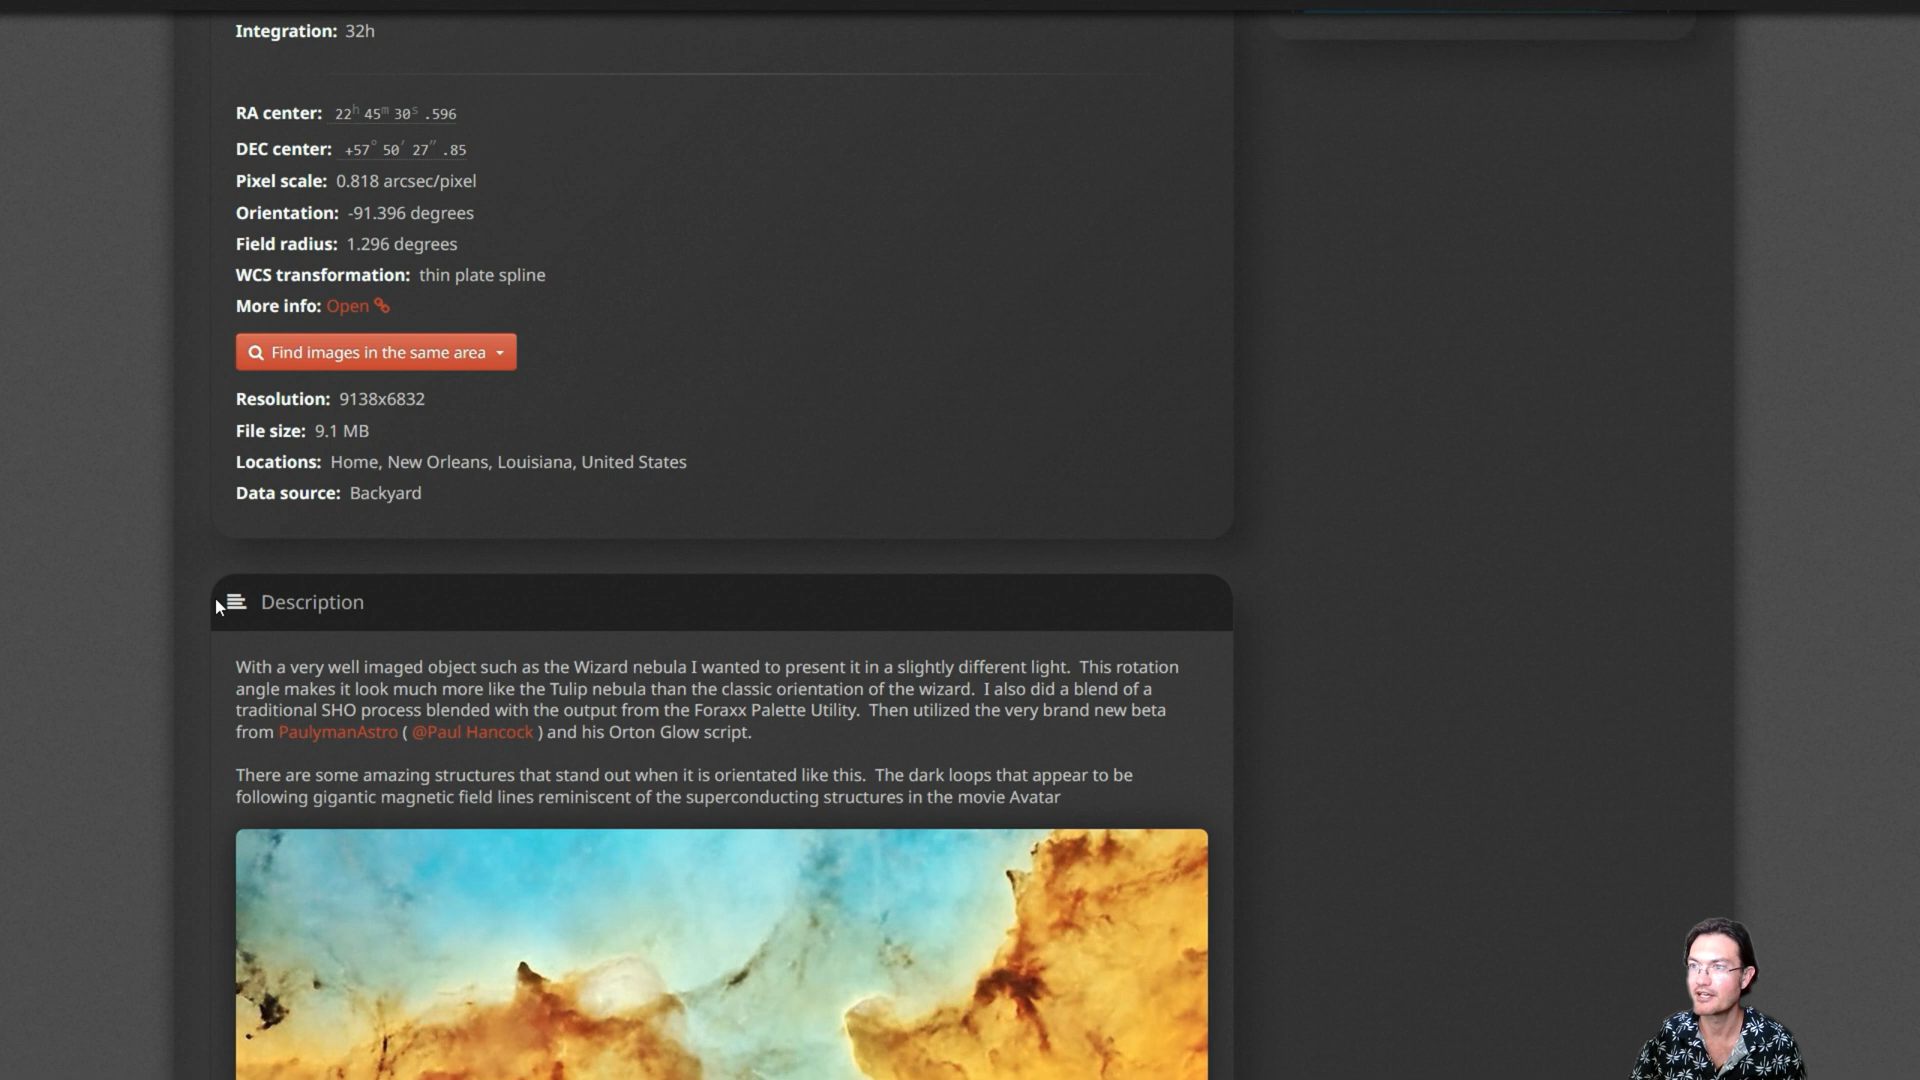 Integration: 32h
RA center: 22h 45m 30s .596
DEC center: +57° 50′ 27″ .85
Pixel scale: 0.818 arcsec/pixel
Orientation: -91.396 degrees
Field radius: 1.296 degrees
WCS transformation: thin plate spline
More info: Open
Find images in the same area
Resolution: 9138x6832
File size: 9.1 MB
Locations: Home, New Orleans, Louisiana, United States
Data source: Backyard
Description
With a very well imaged object such as the Wizard nebula I wanted to present it in a slightly different light. This rotation
angle makes it look much more like the Tulip nebula than the classic orientation of the wizard. I also did a blend of a
traditional SHO process blended with the output from the Foraxx Palette Utility. Then utilized the very brand new beta
from PaulymanAstro ( @Paul Hancock ) and his Orton Glow script.
There are some amazing structures that stand out when it is orientated like this. The dark loops that appear to be
following gigantic magnetic field lines reminiscent of the superconducting structures in the movie Avatar